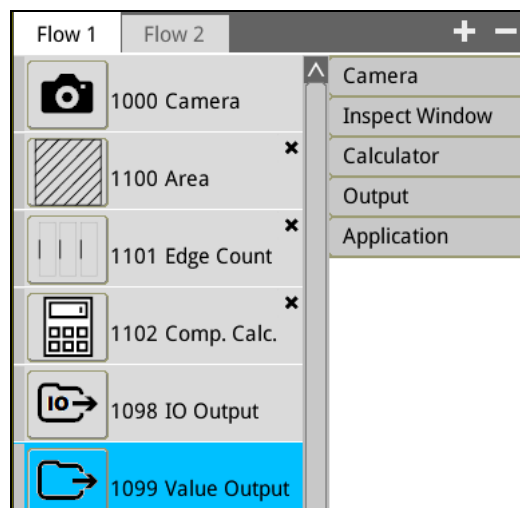 Flow 1
Flow 2
1000 Camera
1100 Area
1101 Edge Count
1102 Comp. Calc.
IO
1098 IO Output
1099 Value Output
Camera
Inspect Window
Calculator
Output
Application